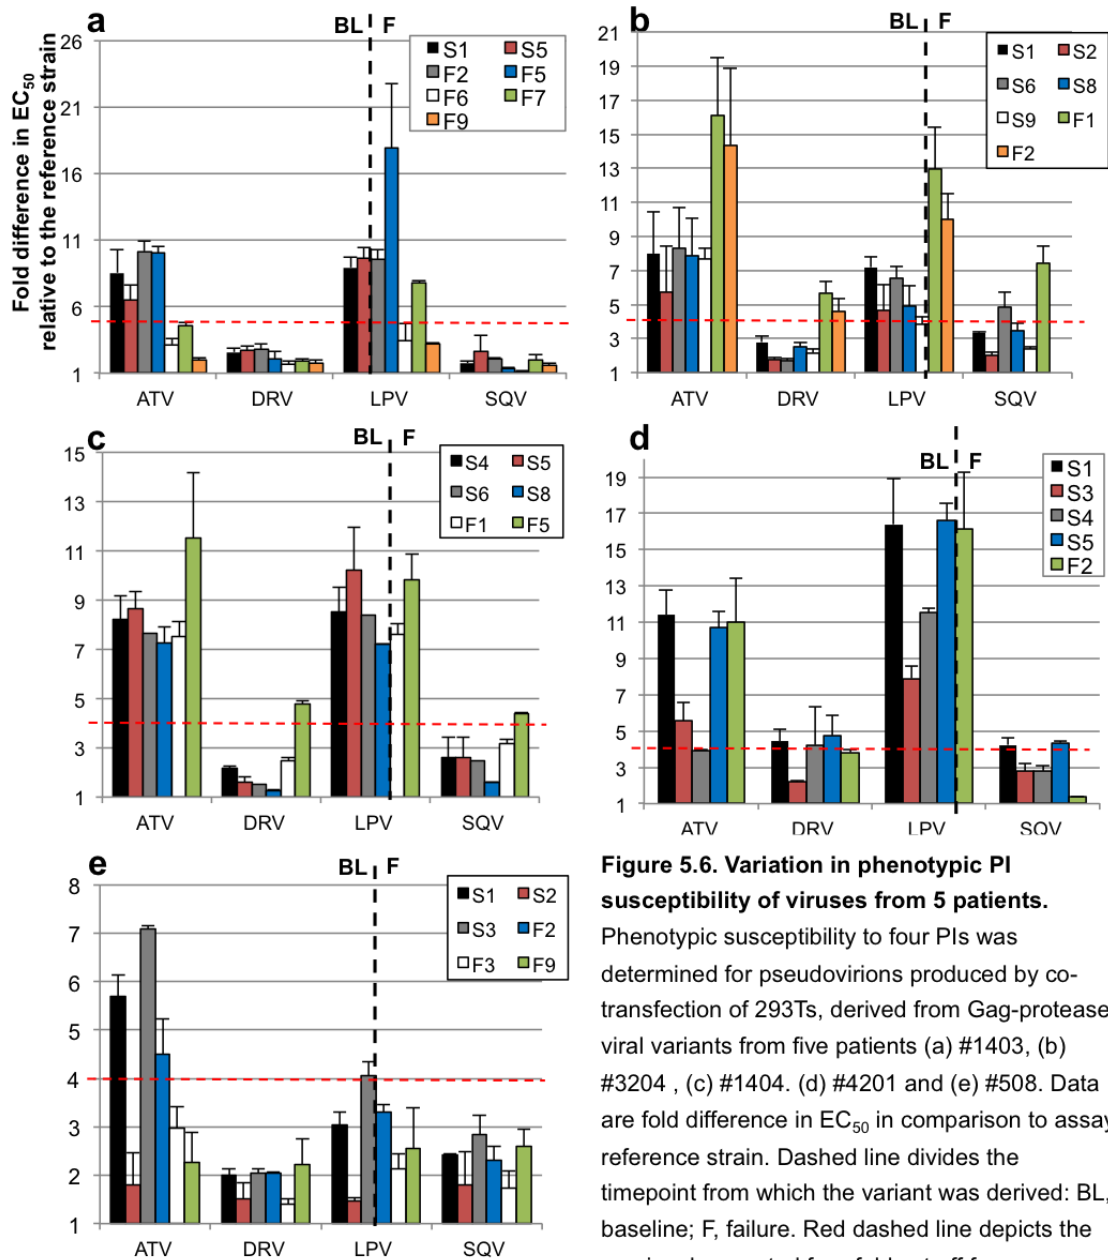 a
BL F
Fold difference in EC50
relative to the reference strain
26
21
16
11
6
1
S1 S5
F2 F5
F6 F7
F9
ATV DRV LPV SQV
b
BL F
21
19
17
15
13
11
9
7
5
3
1
S1 S2
S6 S8
S9 F1
F2
ATV DRV LPV SQV
c
BL F
15
13
11
9
7
5
3
1
S4 S5
S6 S8
F1 F5
ATV DRV LPV SQV
d
BL F
19
17
15
13
11
9
7
5
3
1
S1
S3
S4
S5
F2
ATV DRV LPV SQV
e
BL F
8
7
6
5
4
3
2
1
S1 S2
S3 F2
F3 F9
ATV DRV LPV SQV
Figure 5.6. Variation in phenotypic PI
susceptibility of viruses from 5 patients.
Phenotypic susceptibility to four PIs was
determined for pseudovirions produced by co-
transfection of 293Ts, derived from Gag-protease
viral variants from five patients (a) #1403, (b)
#3204 , (c) #1404. (d) #4201 and (e) #508. Data
are fold difference in EC50 in comparison to assay
reference strain. Dashed line divides the
timepoint from which the variant was derived: BL,
baseline; F, failure. Red dashed line depicts the